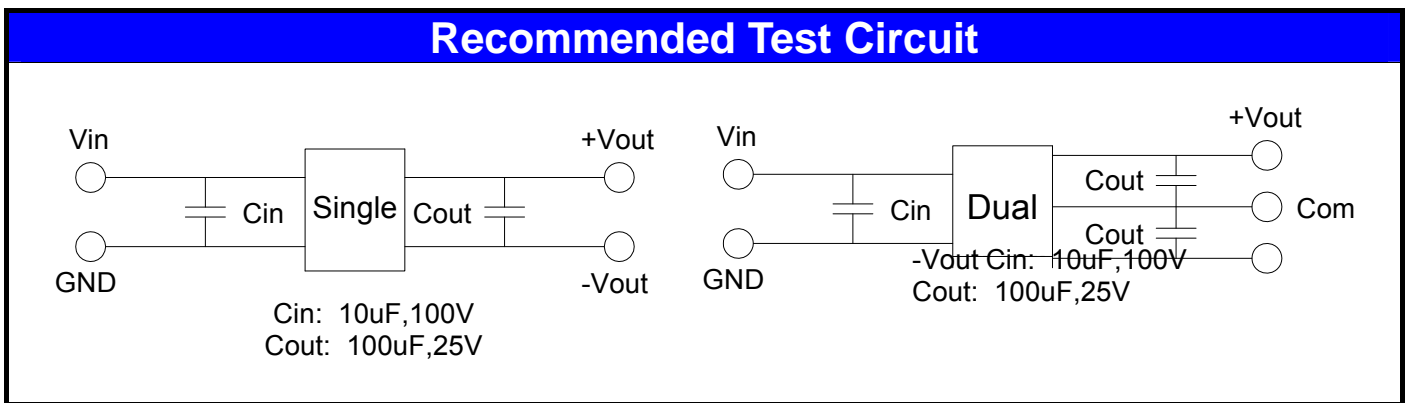 Recommended Test Circuit
Vin
+Vout
Cin
Single
Cout
GND
-Vout
Cin: 10uF,100V
Cout: 100uF,25V
+Vout
Vin
Cout
Cin
Dual
Com
Cout
-Vout Cin: 10uF,100V
GND
Cout: 100uF,25V